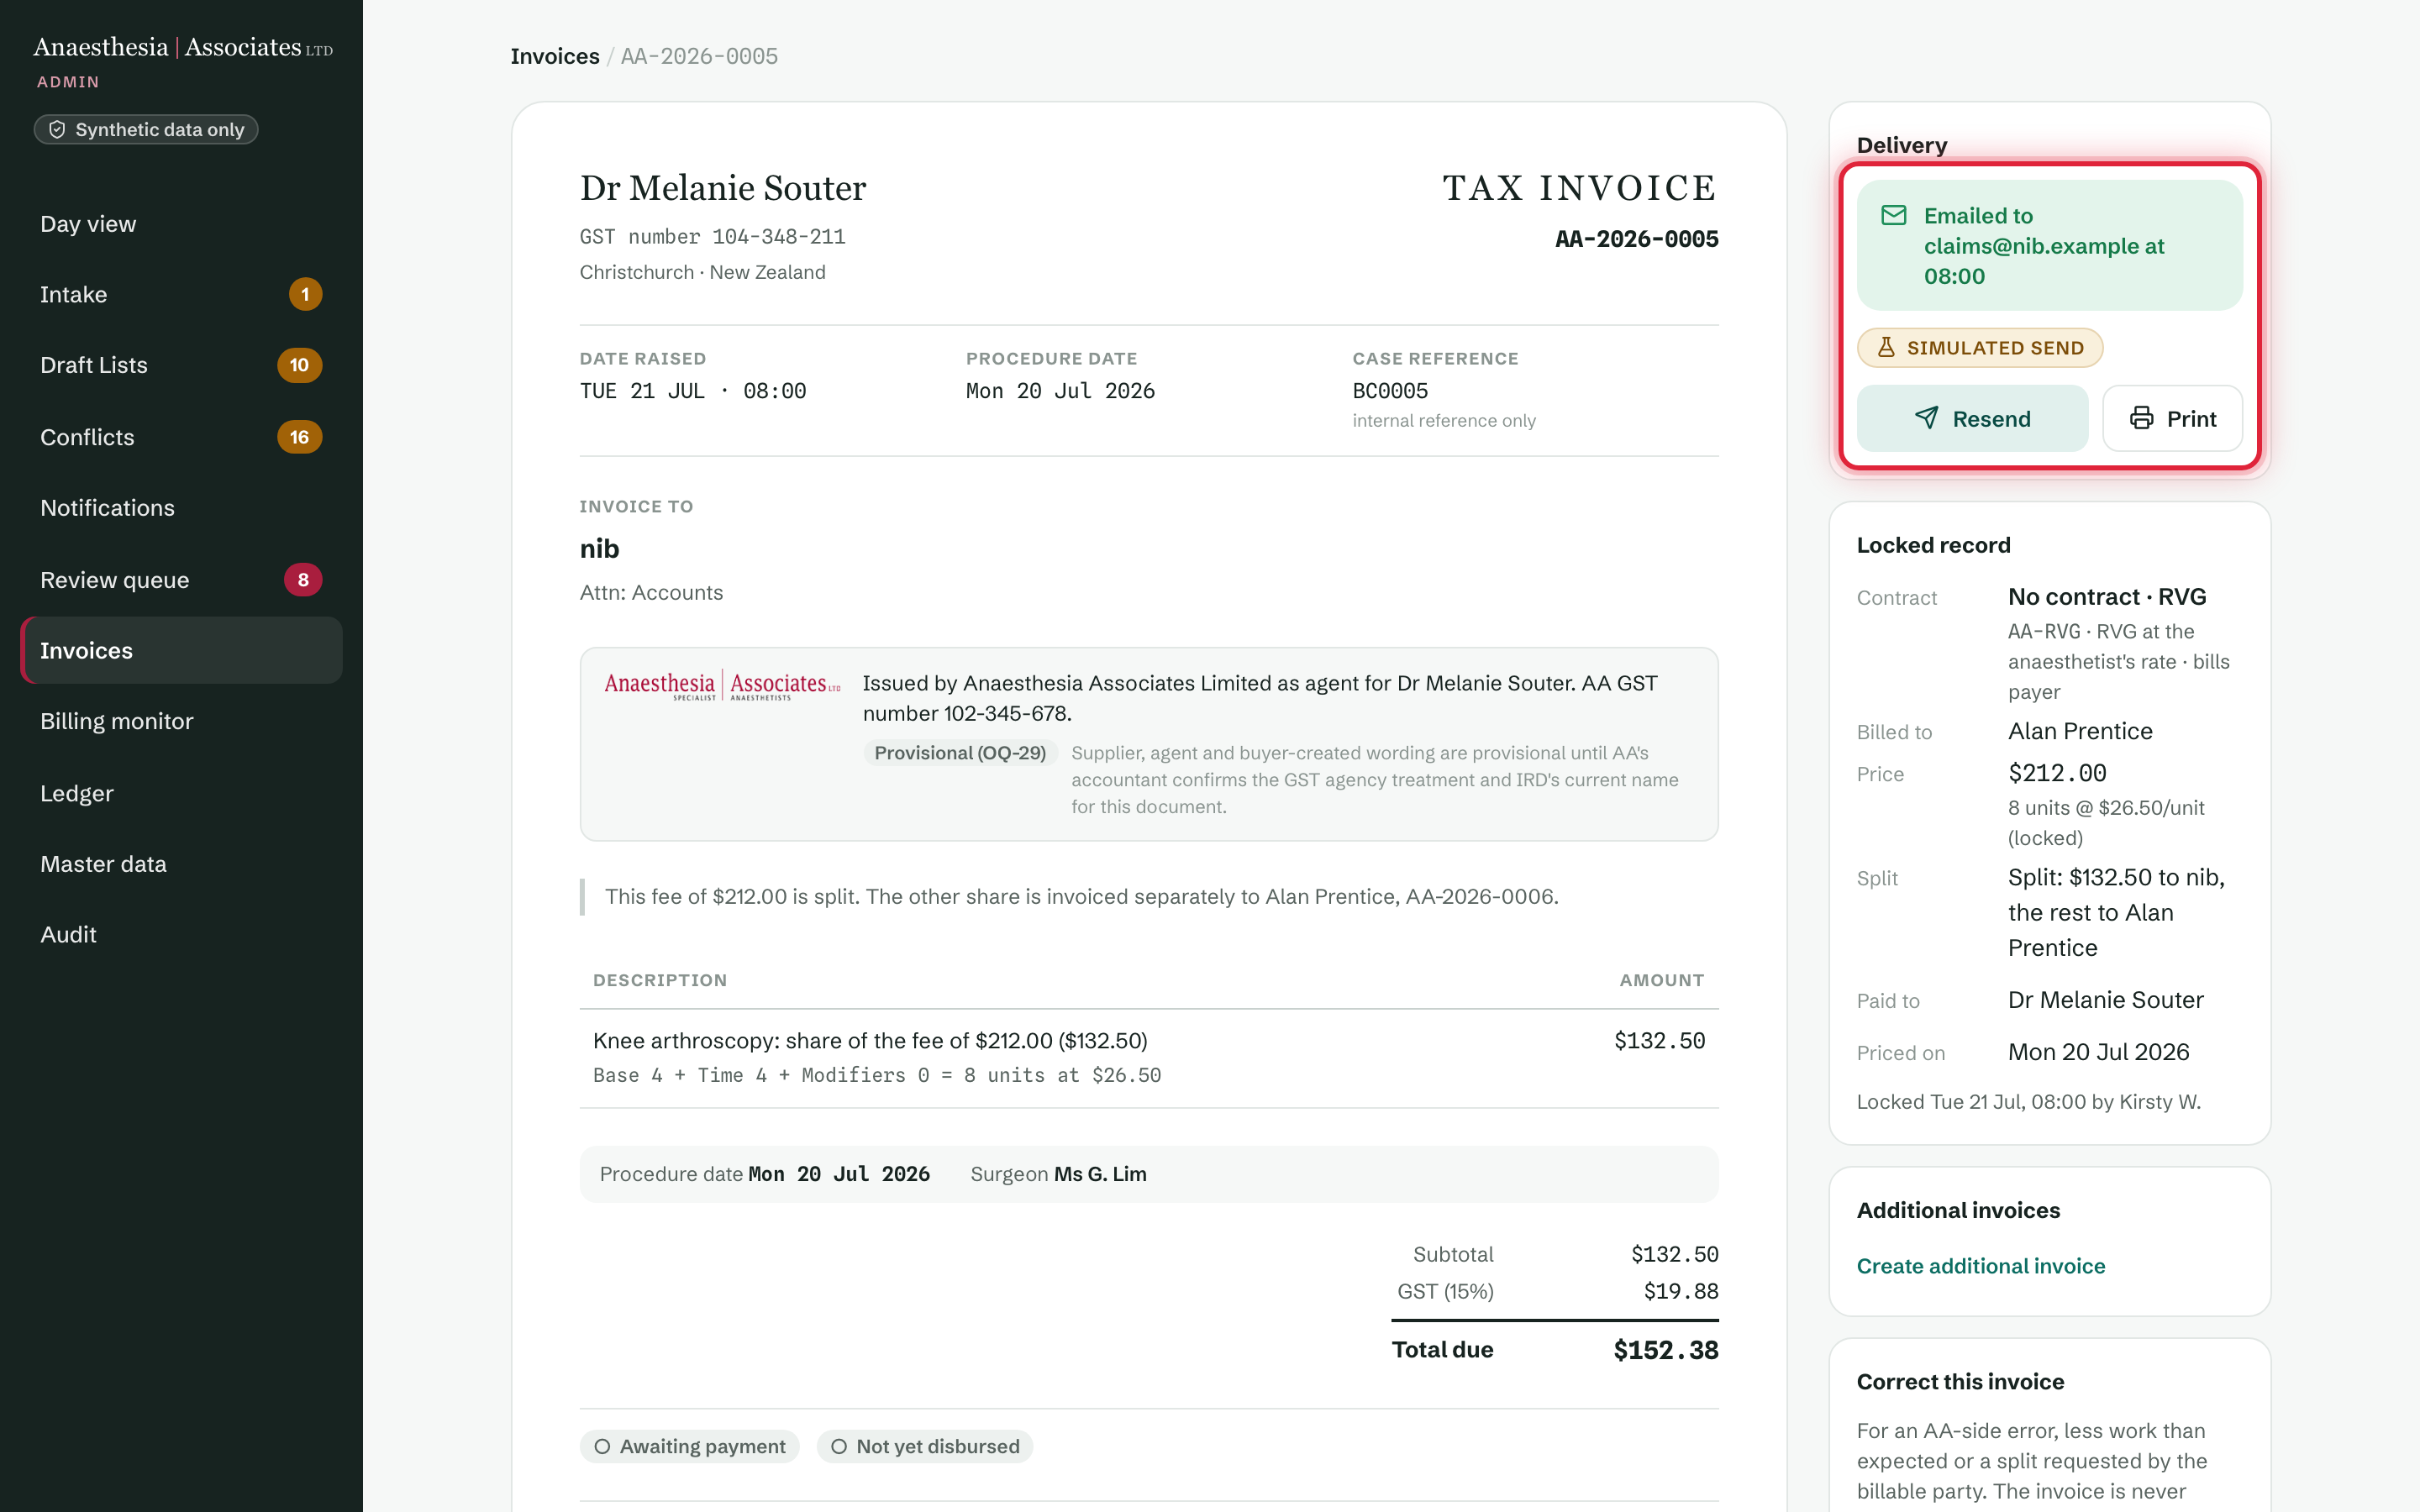 Anaesthesia | Associates LTD
ADMIN
Synthetic data only
Day view
Intake 1
Draft Lists 10
Conflicts 16
Notifications
Review queue 8
Invoices
Billing monitor
Ledger
Master data
Audit
Invoices / AA-2026-0005
Dr Melanie Souter
GST number 104-348-211
Christchurch · New Zealand
TAX INVOICE
AA-2026-0005
DATE RAISED
TUE 21 JUL · 08:00
PROCEDURE DATE
Mon 20 Jul 2026
CASE REFERENCE
BC0005
internal reference only
INVOICE TO
nib
Attn: Accounts
Anaesthesia | Associates LTD
SPECIALIST ANAESTHETISTS
Issued by Anaesthesia Associates Limited as agent for Dr Melanie Souter. AA GST
number 102-345-678.
Provisional (OQ-29)
Supplier, agent and buyer-created wording are provisional until AA's
accountant confirms the GST agency treatment and IRD's current name
for this document.
This fee of $212.00 is split. The other share is invoiced separately to Alan Prentice, AA-2026-0006.
DESCRIPTION AMOUNT
Knee arthroscopy: share of the fee of $212.00 ($132.50) $132.50
Base 4 + Time 4 + Modifiers 0 = 8 units at $26.50
Procedure date Mon 20 Jul 2026 Surgeon Ms G. Lim
Subtotal $132.50
GST (15%) $19.88
Total due $152.38
Awaiting payment
Not yet disbursed
Delivery
Emailed to
claims@nib.example at
08:00
SIMULATED SEND
Resend
Print
Locked record
Contract No contract · RVG
AA-RVG · RVG at the
anaesthetist's rate · bills
payer
Billed to Alan Prentice
Price $212.00
8 units @ $26.50/unit
(locked)
Split Split: $132.50 to nib,
the rest to Alan
Prentice
Paid to Dr Melanie Souter
Priced on Mon 20 Jul 2026
Locked Tue 21 Jul, 08:00 by Kirsty W.
Additional invoices
Create additional invoice
Correct this invoice
For an AA-side error, less work than
expected or a split requested by the
billable party. The invoice is never